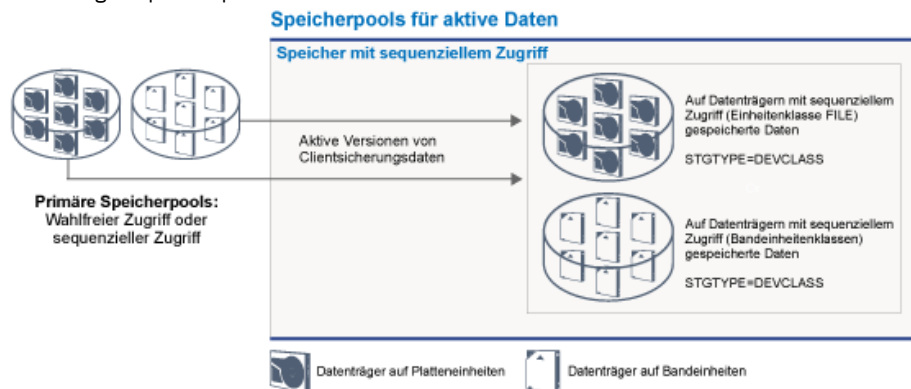 Speicherpools für aktive Daten
Speicher mit sequenziellem Zugriff
Aktive Versionen von
Clientsicherungsdaten
Primäre Speicherpools:
Wahlfreier Zugriff oder
sequenzieller Zugriff
Auf Datenträgern mit sequenziellem
Zugriff (Einheitenklasse FILE)
gespeicherte Daten
STGTYPE=DEVCLASS
Auf Datenträgern mit sequenziellem
Zugriff (Bandeinheitenklassen)
gespeicherte Daten
STGTYPE=DEVCLASS
Datenträger auf Platteneinheiten
Datenträger auf Bandeinheiten